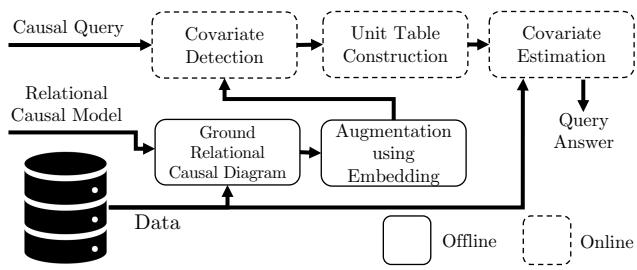 Causal Query
Covariate
Detection
Unit Table
Construction
Covariate
Estimation
Relational
Causal Model
Ground
Relational
Causal Diagram
Augmentation
using
Embedding
Query
Answer
Data
Offline
Online